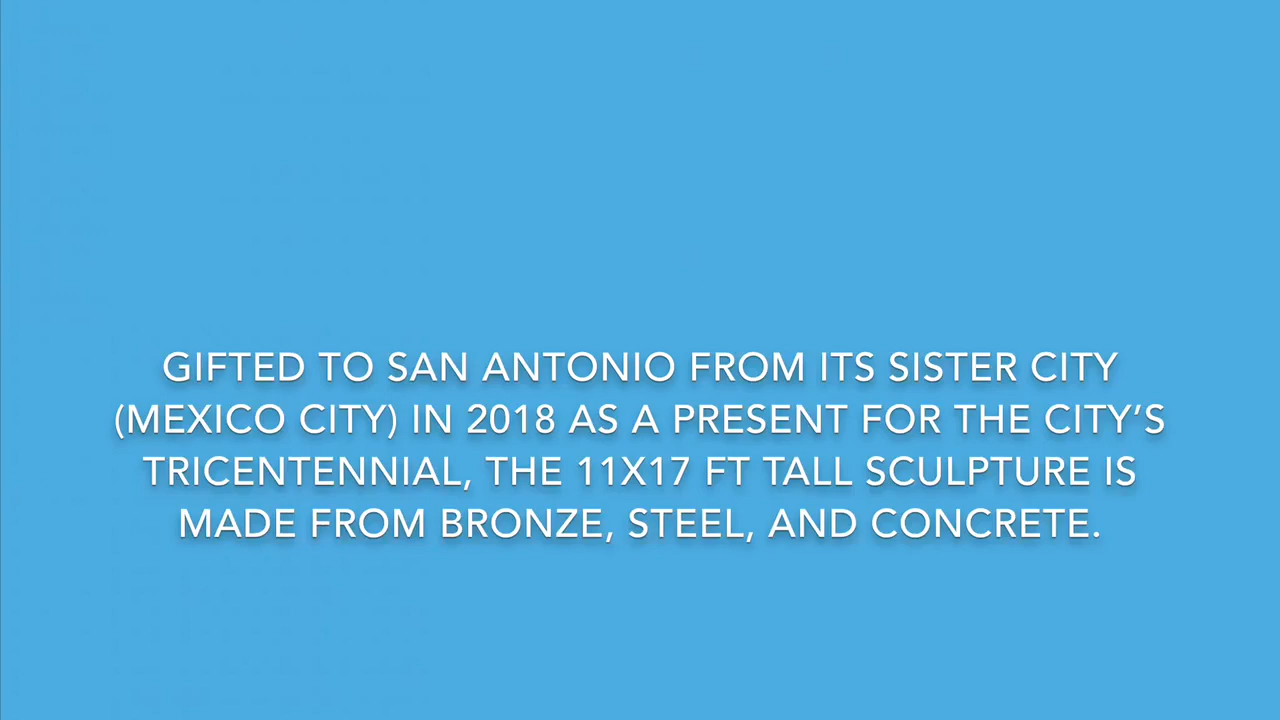 GIFTED TO SAN ANTONIO FROM ITS SISTER CITY
(MEXICO CITY) IN 2018 AS A PRESENT FOR THE CITY’S
TRICENTENNIAL, THE 11X17 FT TALL SCULPTURE IS
MADE FROM BRONZE, STEEL, AND CONCRETE.